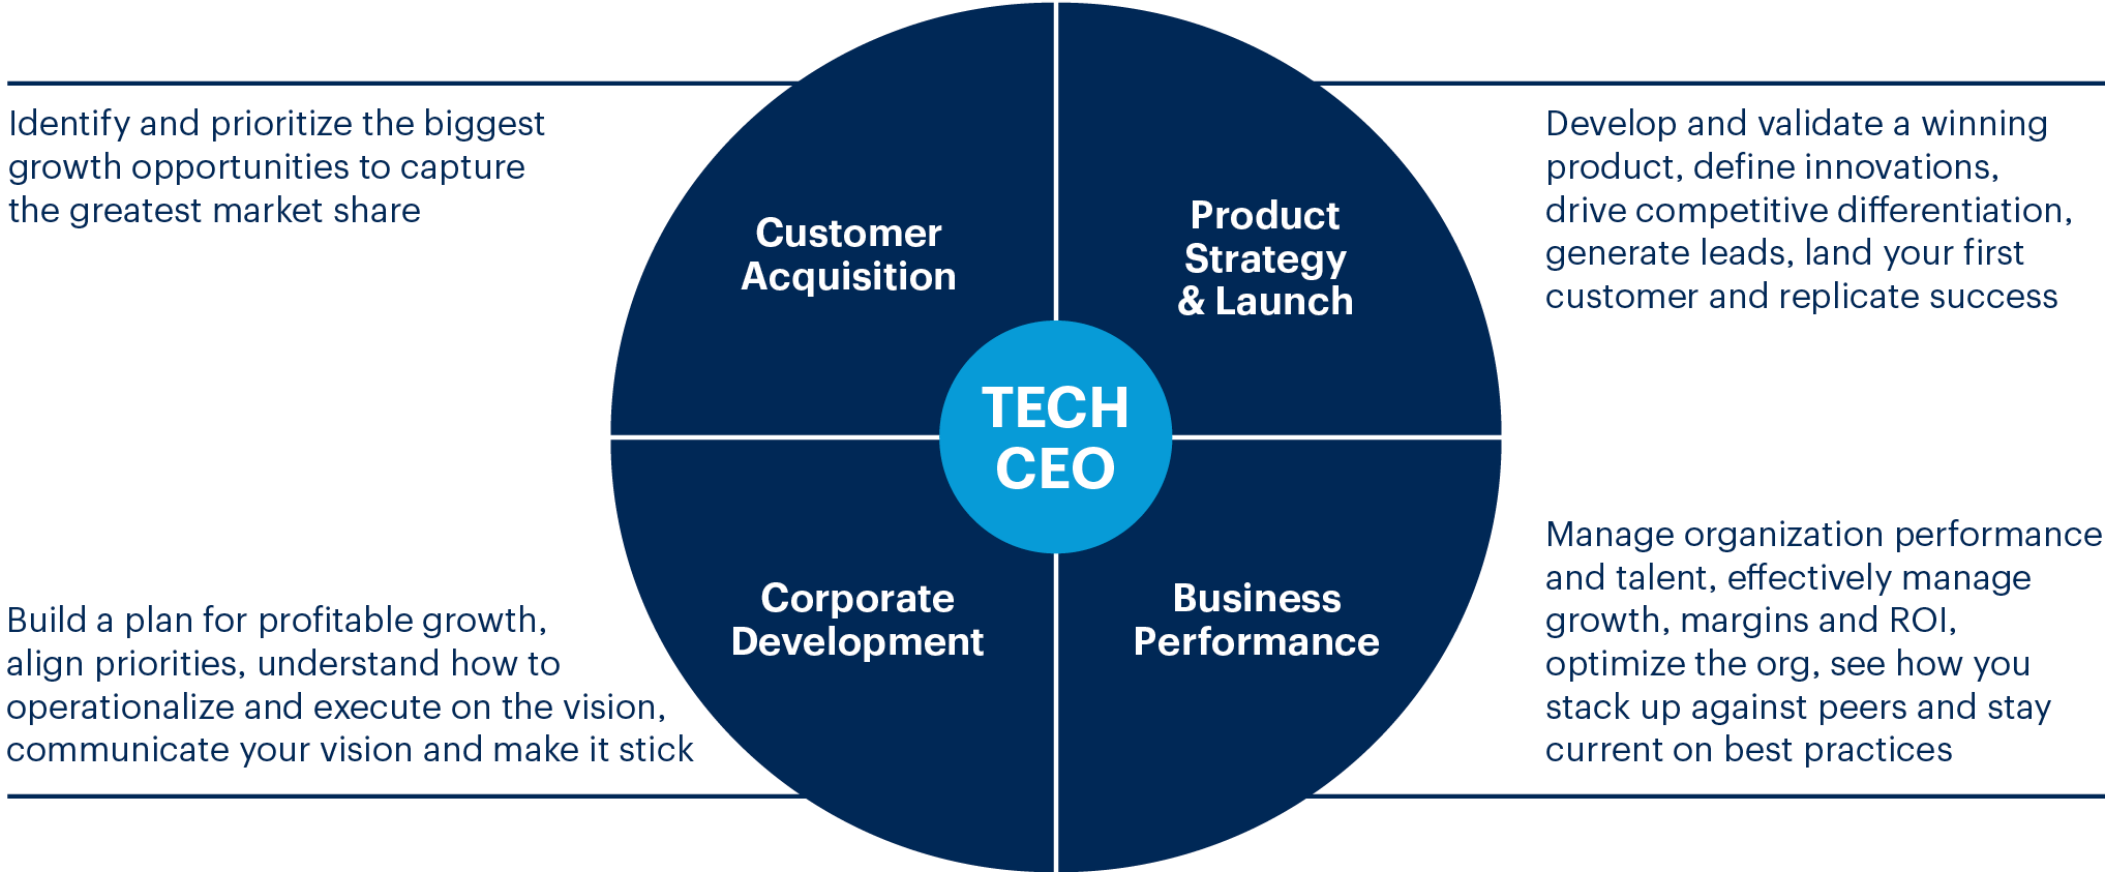 Identify and prioritize the biggest
growth opportunities to capture
the greatest market share
Customer
Acquisition
Product
Strategy
& Launch
Develop and validate a winning
product, define innovations,
drive competitive differentiation,
generate leads, land your first
customer and replicate success
TECH
CEO
Build a plan for profitable growth,
align priorities, understand how to
operationalize and execute on the vision,
communicate your vision and make it stick
Corporate
Development
Business
Performance
Manage organization performance
and talent, effectively manage
growth, margins and ROI,
optimize the org, see how you
stack up against peers and stay
current on best practices